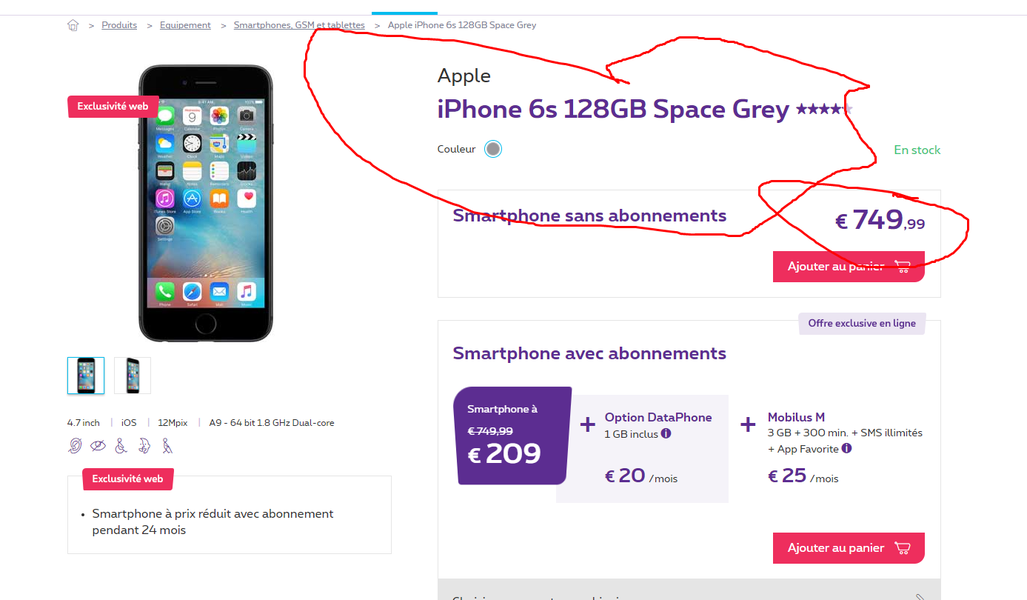 > Produits > Equipement > Smartphones, GSM et tablettes > Apple iPhone 6s 128GB Space Grey
Exclusivité web
Apple
iPhone 6s 128GB Space Grey
Couleur
En stock
Smartphone sans abonnements
€ 749,99
Ajouter au panier
Offre exclusive en ligne
Smartphone avec abonnements
Smartphone à
€ 749,99
€ 209
+
Option DataPhone
1 GB inclus
€ 20 /mois
+
Mobilus M
3 GB + 300 min. + SMS illimités
+ App Favorite
€ 25 /mois
Ajouter au panier
4.7 inch | iOS | 12Mpix | A9 - 64 bit 1.8 GHz Dual-core
Exclusivité web
• Smartphone à prix réduit avec abonnement
pendant 24 mois